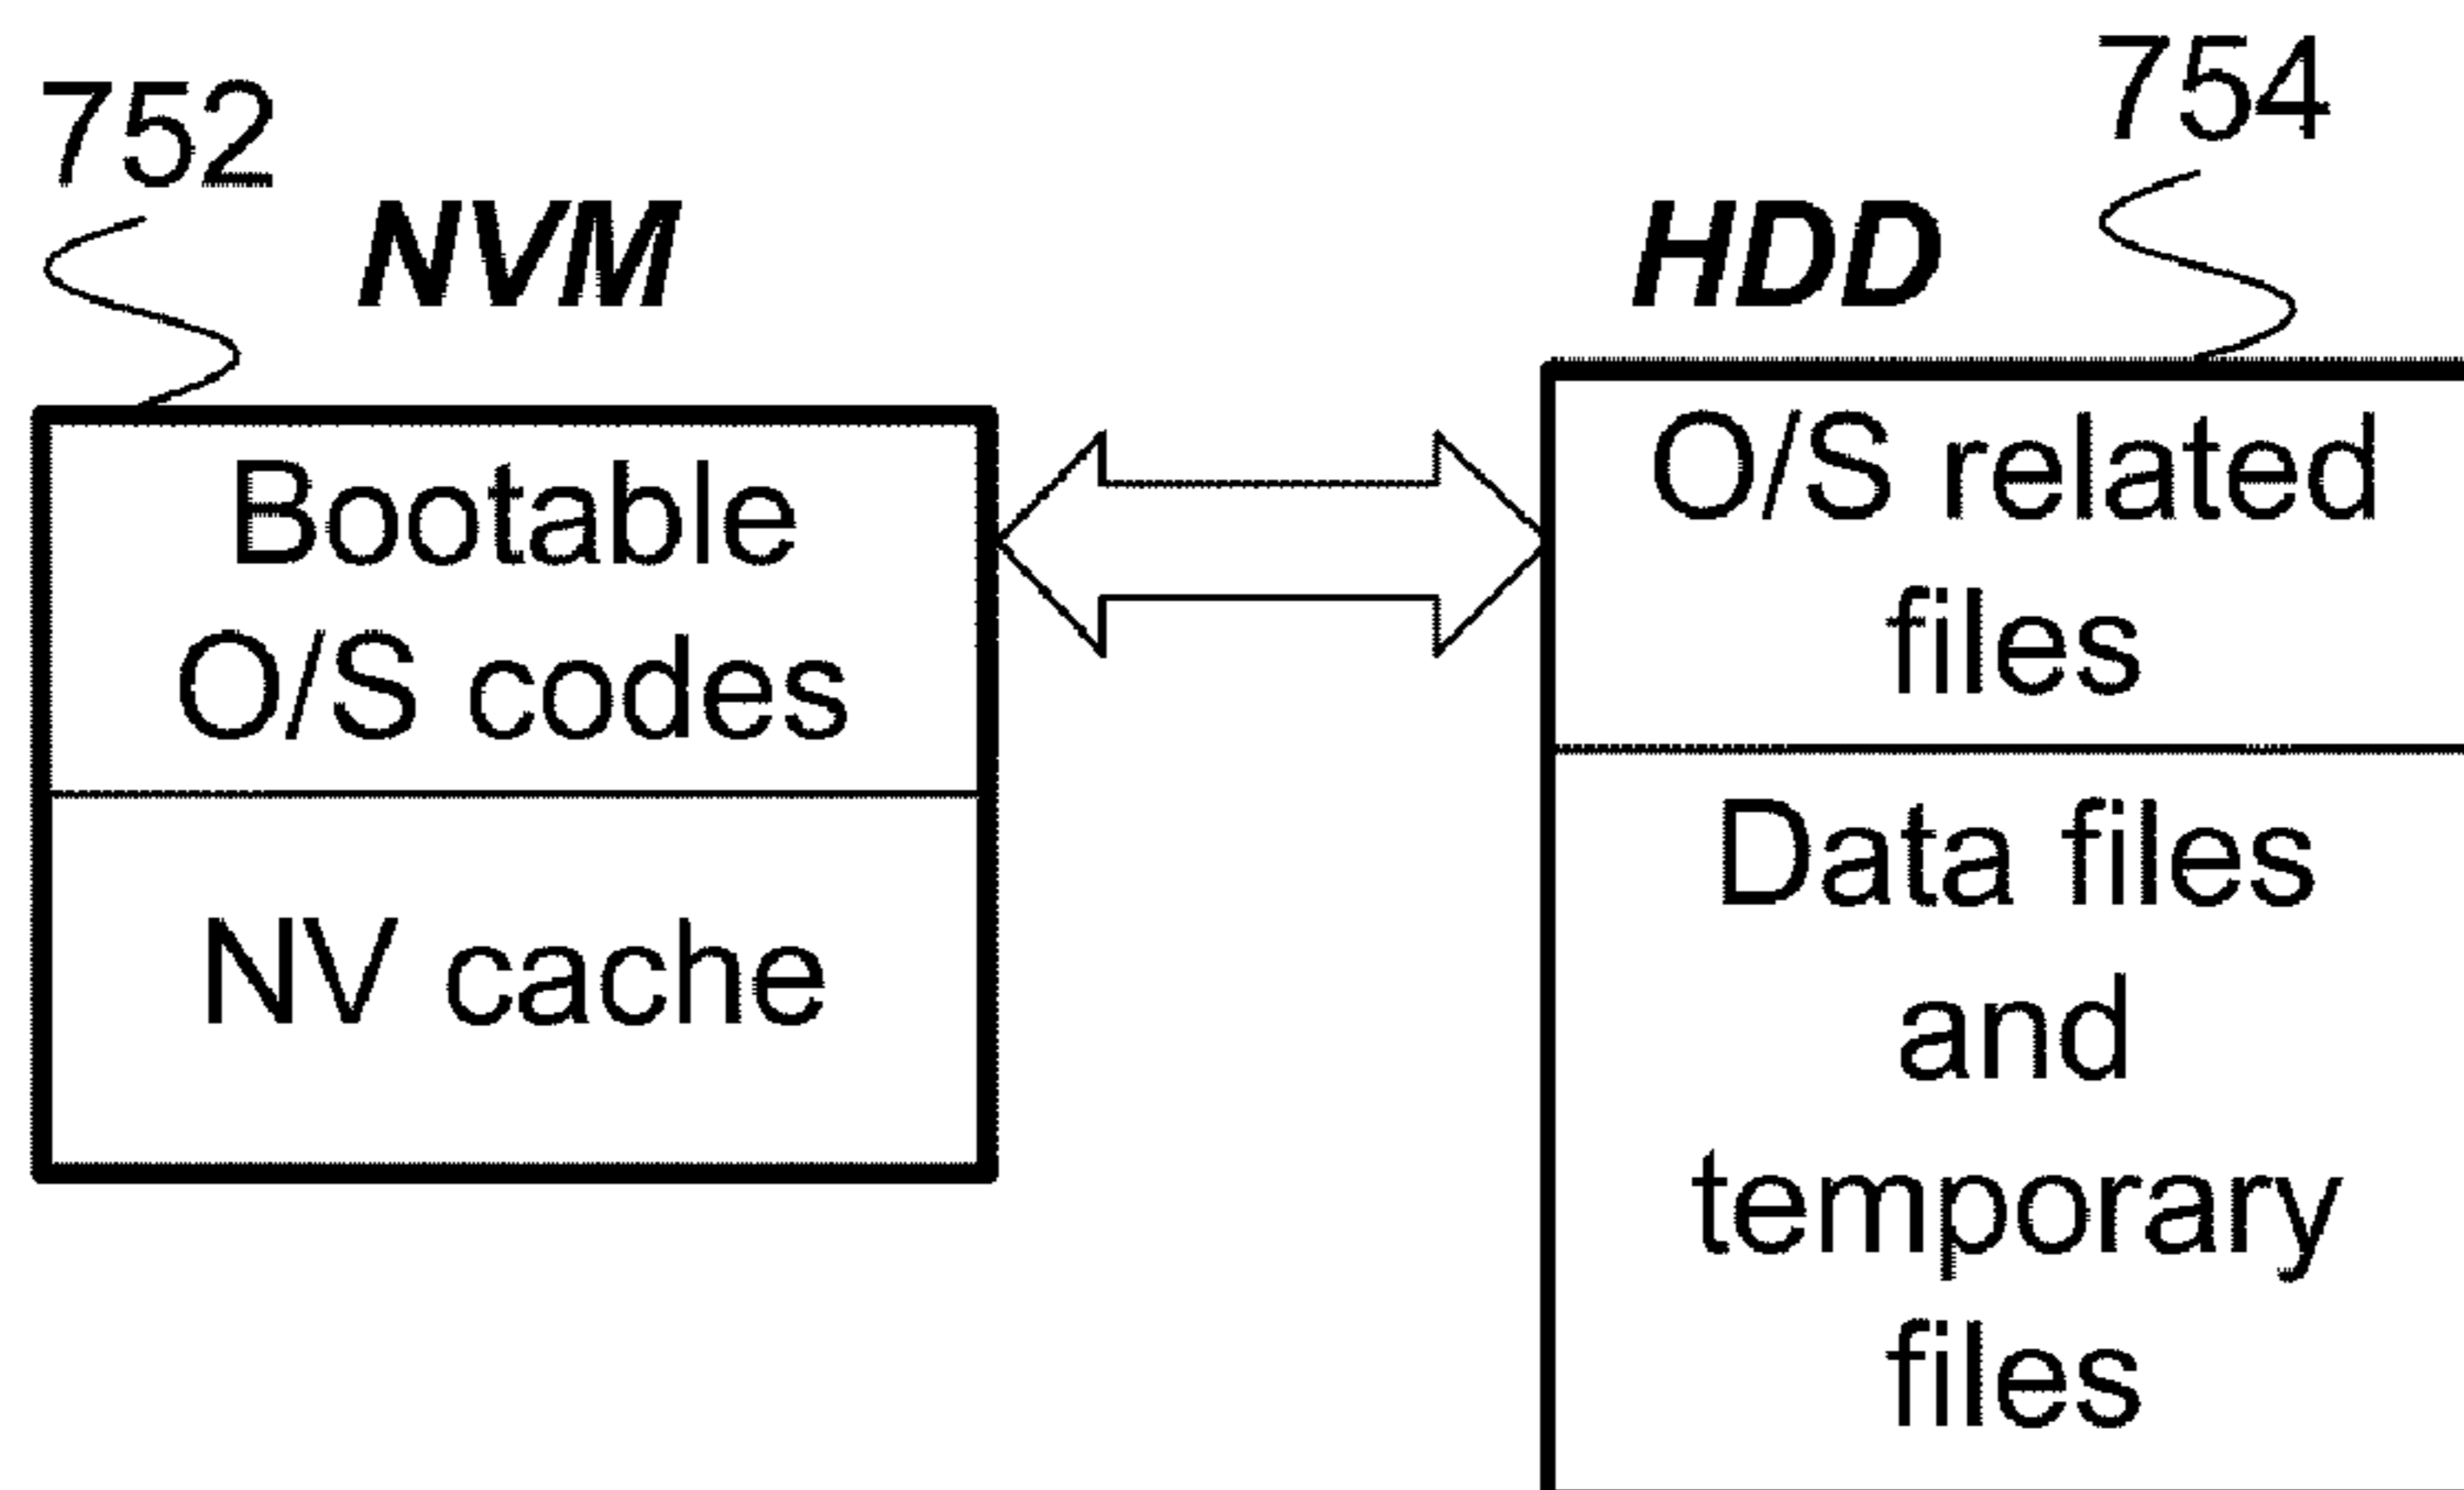 752
NVM
Bootable
O/S codes
NV cache
754
HDD
O/S related
files
Data files
and
temporary
files